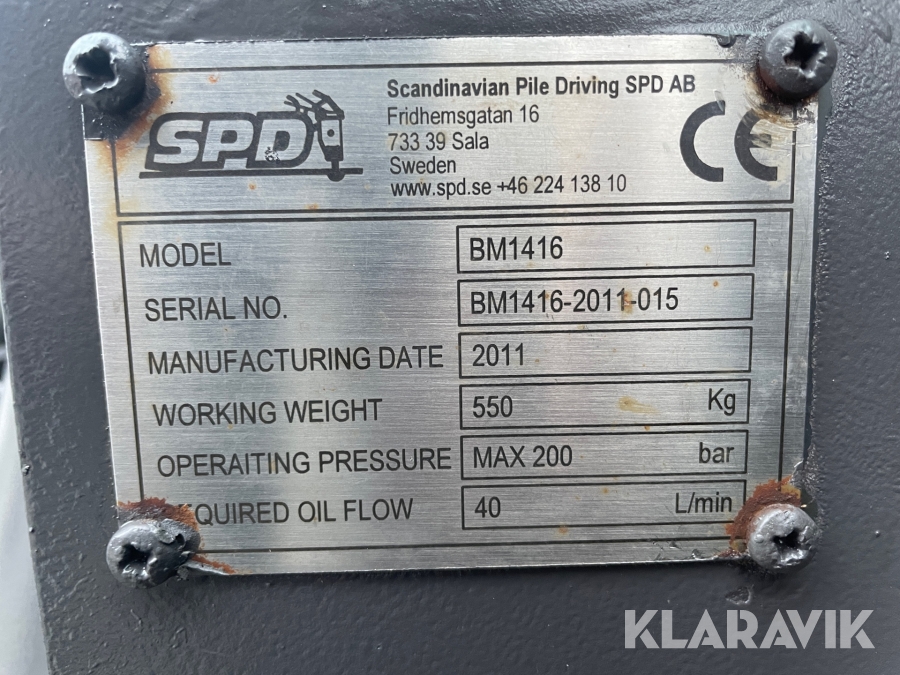 SPD
Scandinavian Pile Driving SPD AB
Fridhemsgatan 16
733 39 Sala
Sweden
www.spd.se +46 224 138 10
CE
MODEL BM1416
SERIAL NO. BM1416-2011-015
MANUFACTURING DATE 2011
WORKING WEIGHT 550 Kg
OPERAITING PRESSURE MAX 200 bar
OIL FLOW 40 L/min
KLARAVIK